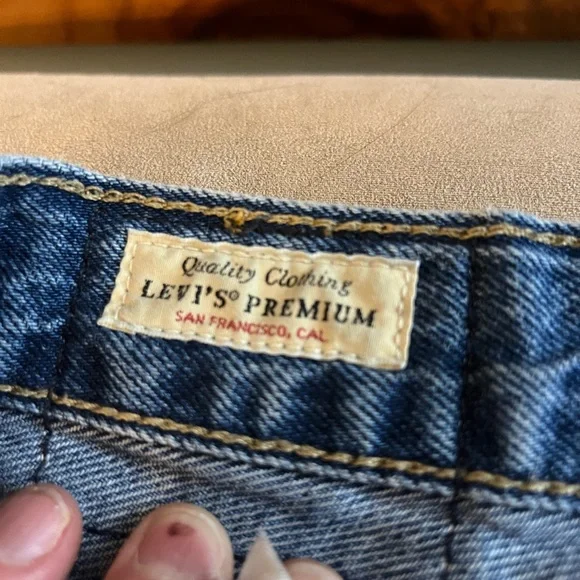 Quality Clothing
LEVI'S® PREMIUM
SAN FRANCISCO, CAL